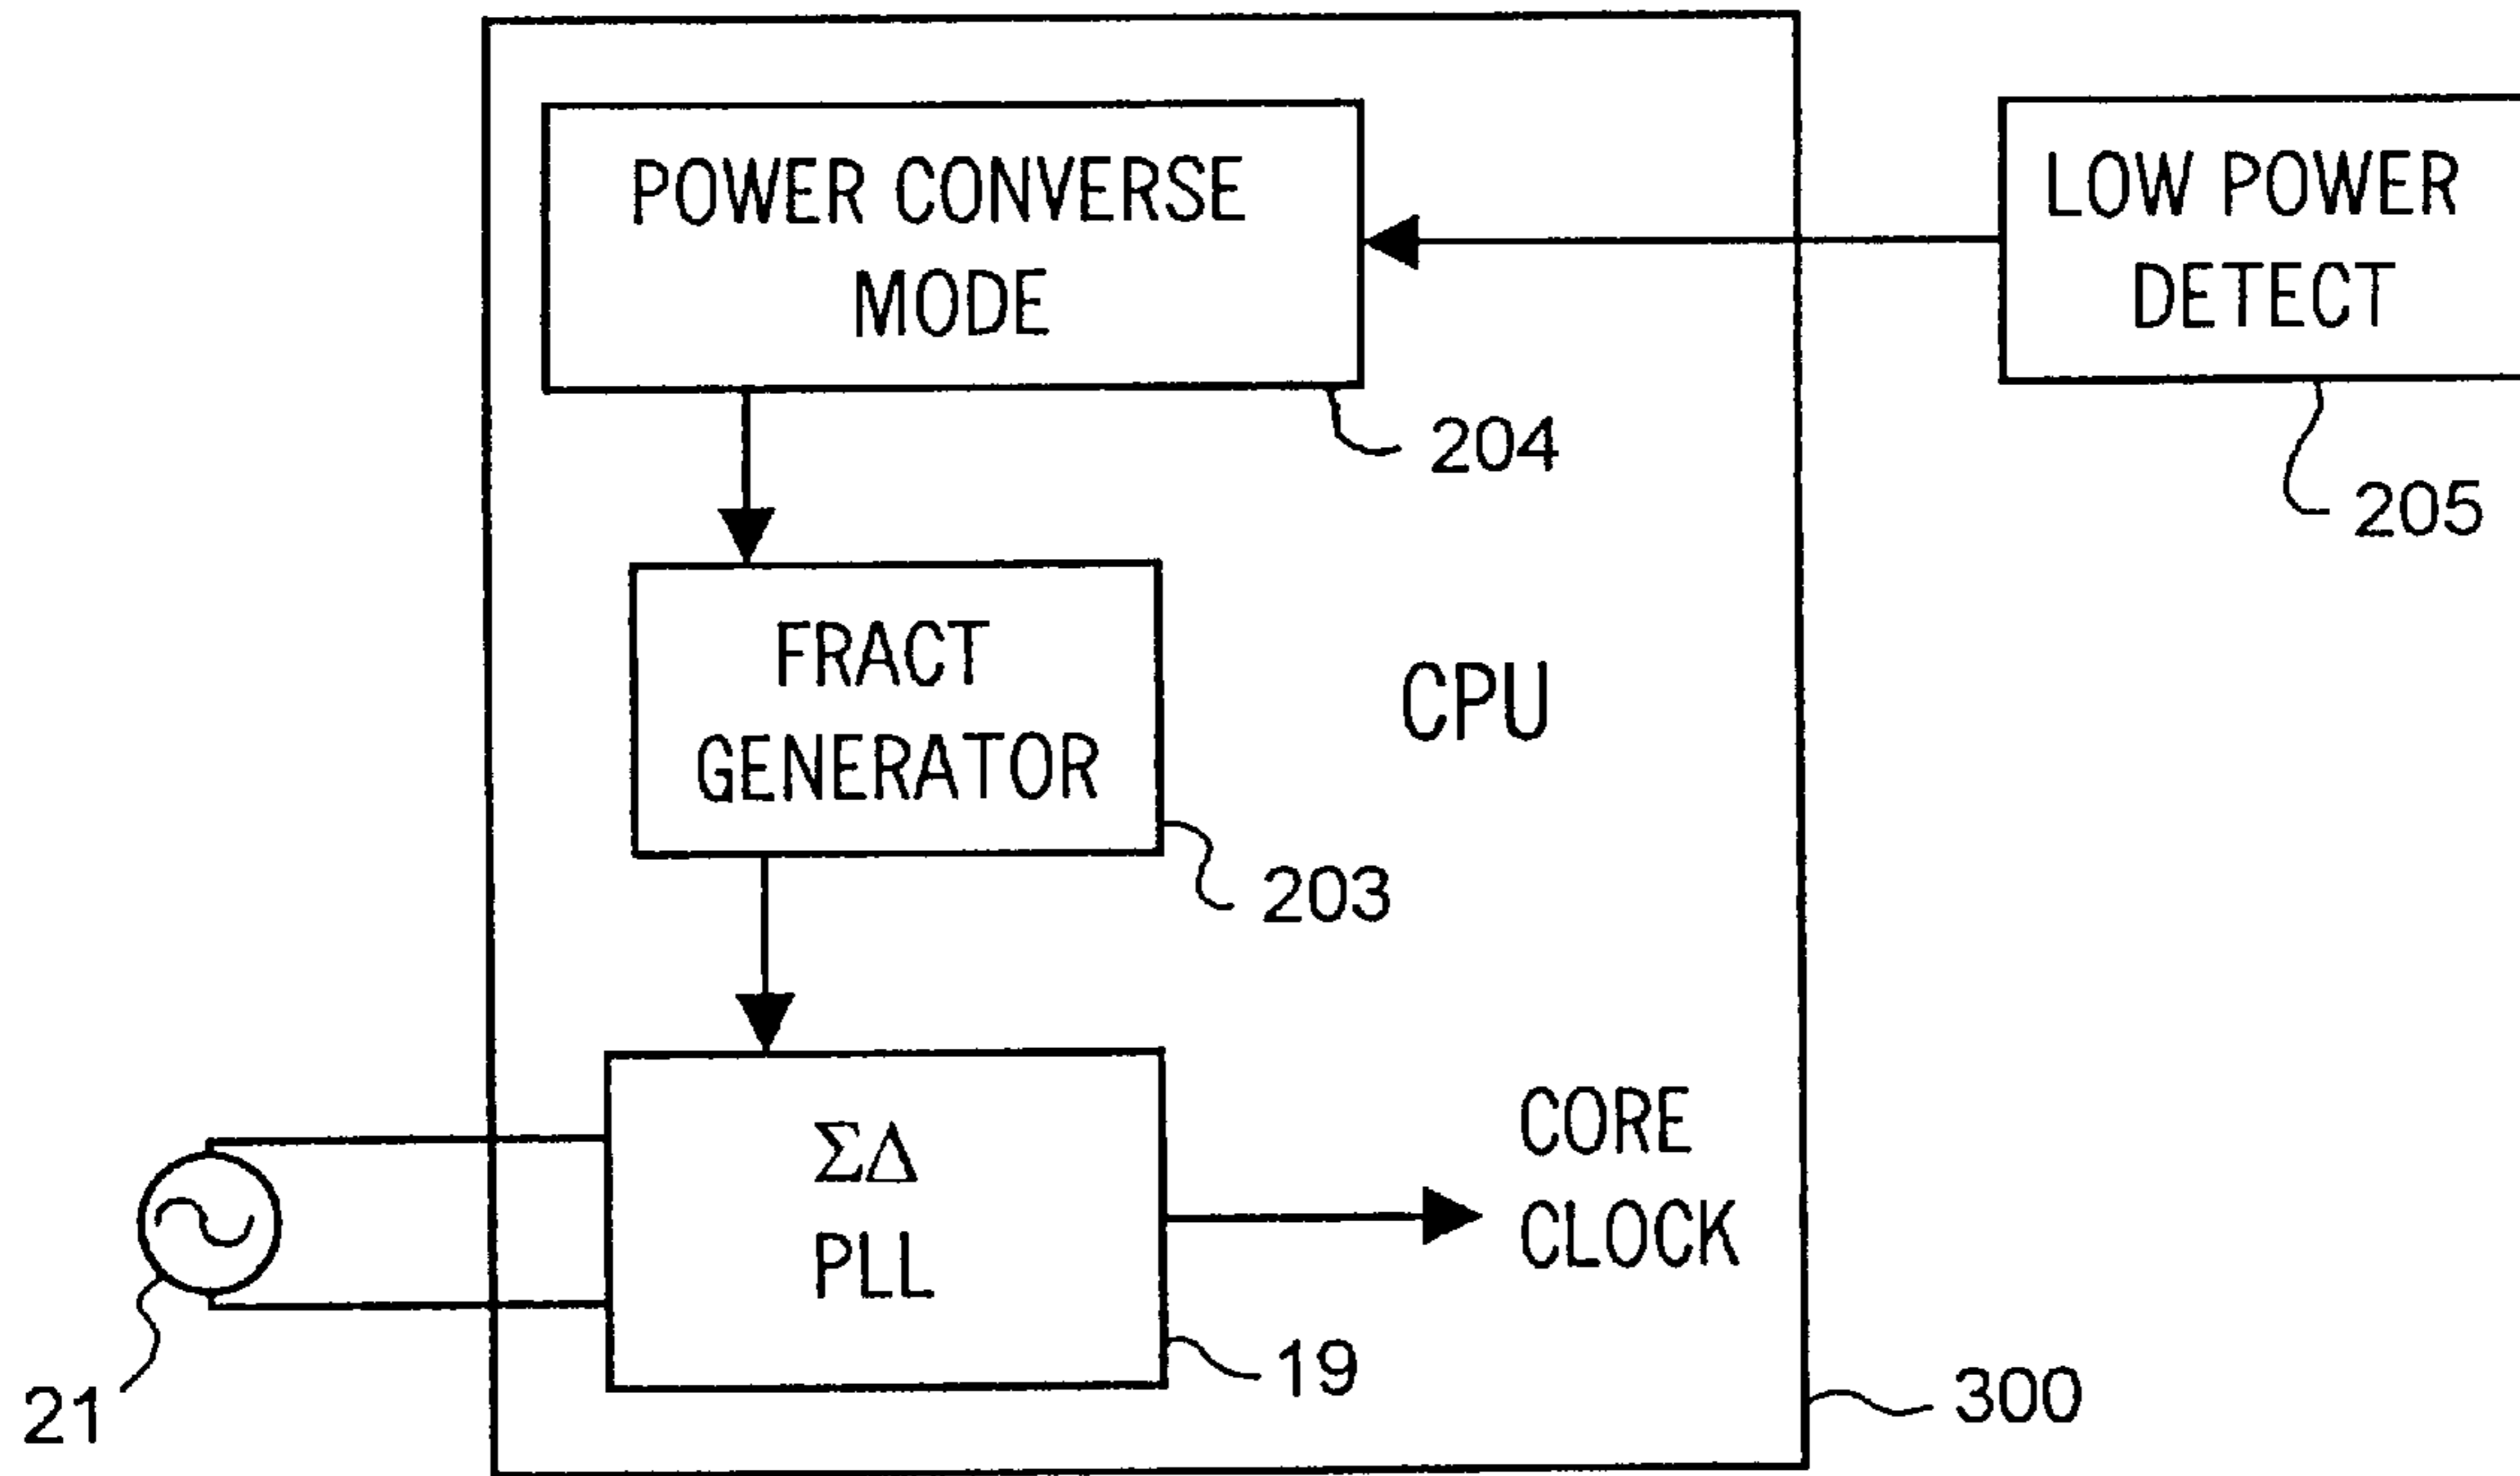 POWER CONVERSE
MODE
LOW POWER
DETECT
204
205
FRACT
GENERATOR
CPU
203
ΣΔ
PLL
CORE
CLOCK
19
21
300